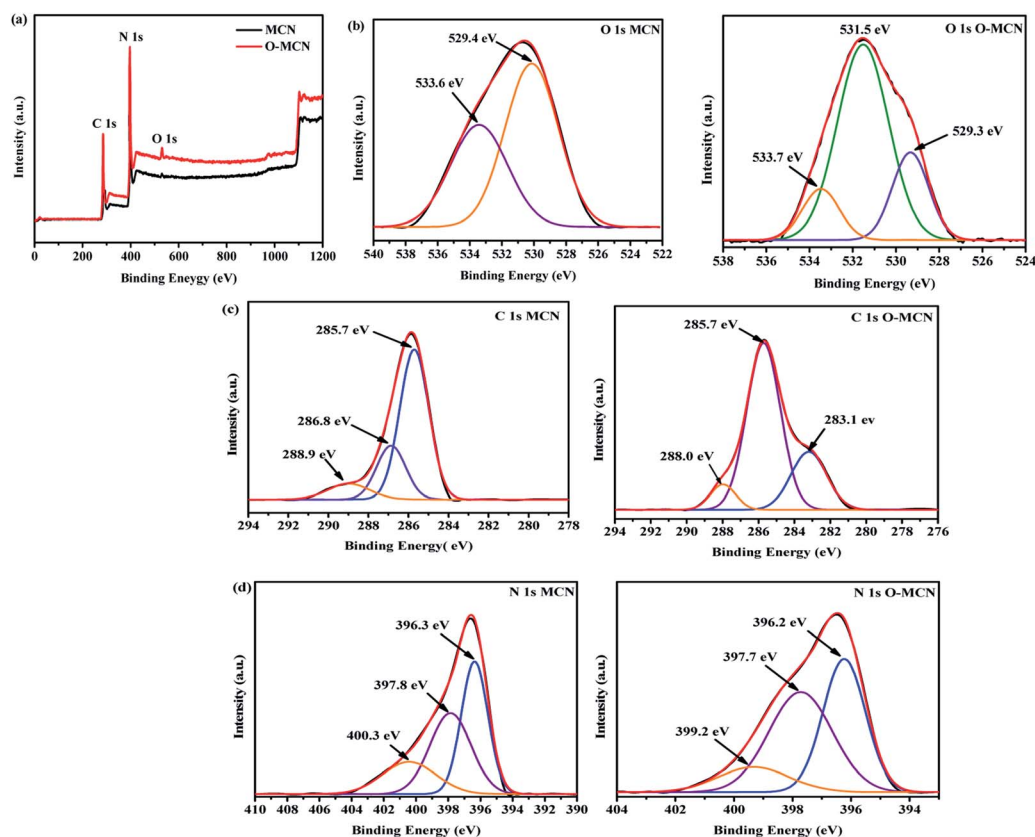 (a)
N 1s
MCN
O-MCN
C 1s
O 1s
Intensity (a.u.)
0 200 400 600 800 1000 1200
Binding Eneygy (eV)
(b)
O 1s MCN
529.4 eV
533.6 eV
Intensity (a.u.)
540 538 536 534 532 530 528 526 524 522
Binding Energy (eV)
O 1s O-MCN
531.5 eV
529.3 eV
533.7 eV
Intensity (a.u.)
538 536 534 532 530 528 526 524
Binding Energy (eV)
(c)
C 1s MCN
285.7 eV
286.8 eV
288.9 eV
Intensity (a.u.)
294 292 290 288 286 284 282 280 278
Binding Energy( eV)
C 1s O-MCN
285.7 eV
283.1 ev
288.0 eV
Intensity (a.u.)
294 292 290 288 286 284 282 280 278 276
Binding Energy (eV)
(d)
N 1s MCN
396.3 eV
397.8 eV
400.3 eV
Intensity (a.u.)
410 408 406 404 402 400 398 396 394 392 390
Binding Energy (eV)
N 1s O-MCN
396.2 eV
397.7 eV
399.2 eV
Intensity (a.u.)
404 402 400 398 396 394
Binding Energy (eV)